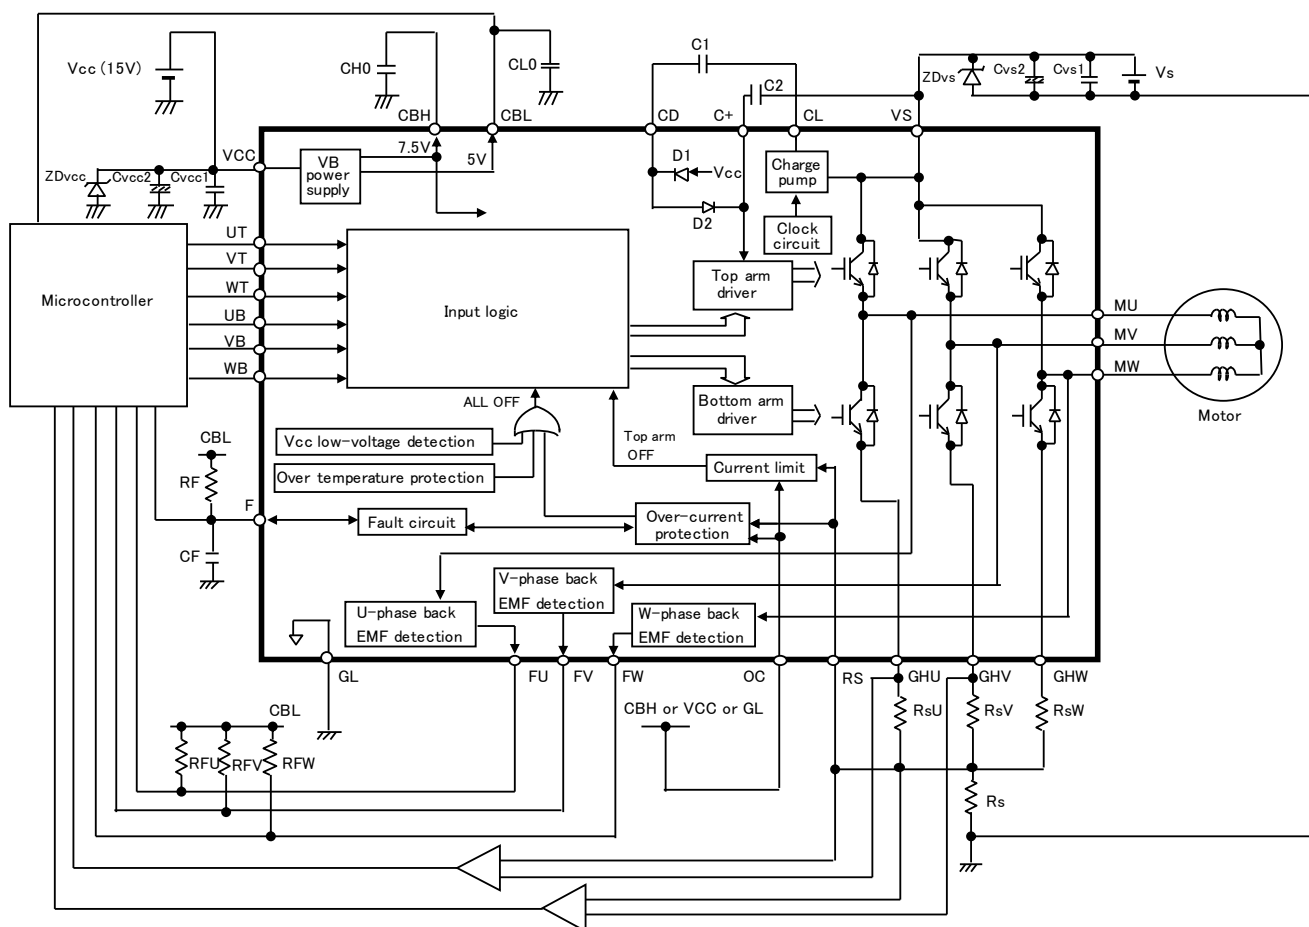 C1
Vcc (15V)
CH0
CL0
C2
ZDvs
Cvs2
Cvs1
Vs
CBH
CBL
CD
C+
CL
VS
VCC
7.5V
5V
ZDvcc
Cvcc2
Cvcc1
VB
power
supply
D1
Vcc
D2
Charge
pump
Clock
circuit
UT
VT
WT
UB
VB
WB
Microcontroller
Input logic
Top arm
driver
MU
MV
MW
Motor
ALL OFF
Bottom arm
driver
CBL
RF
F
CF
Vcc low-voltage detection
Over temperature protection
Top arm
OFF
Current limit
Fault circuit
Over-current
protection
V-phase back
EMF detection
U-phase back
EMF detection
W-phase back
EMF detection
GL
FU
FV
FW
OC
RS
GHU
GHV
GHW
CBL
CBH or VCC or GL
RsU
RsV
RsW
RFU
RFV
RFW
Rs